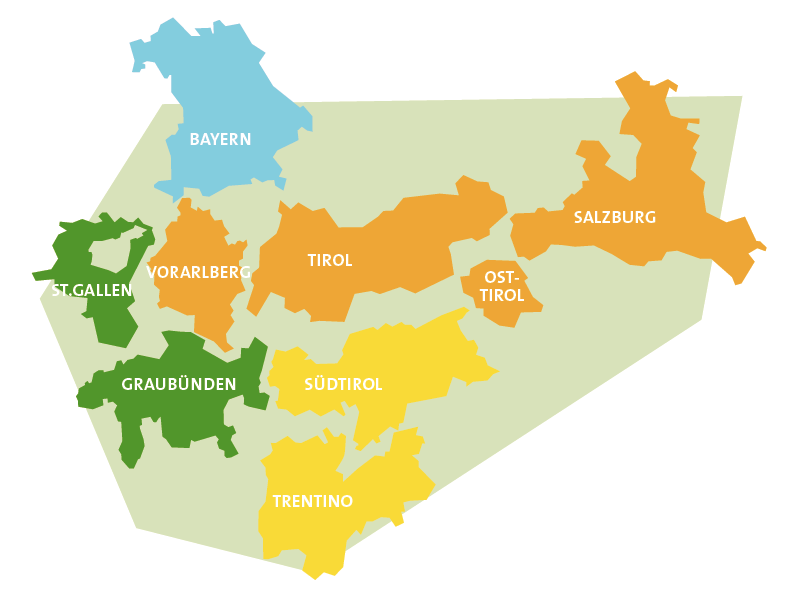 BAYERN
SALZBURG
TIROL
VORARLBERG
OST-
TIROL
ST.GALLEN
GRAUBÜNDEN
SÜDTIROL
TRENTINO